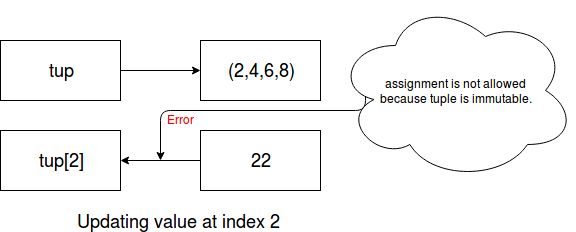 tup
(2,4,6,8)
assignment is not allowed
because tuple is immutable.
Error
tup[2]
22
Updating value at index 2